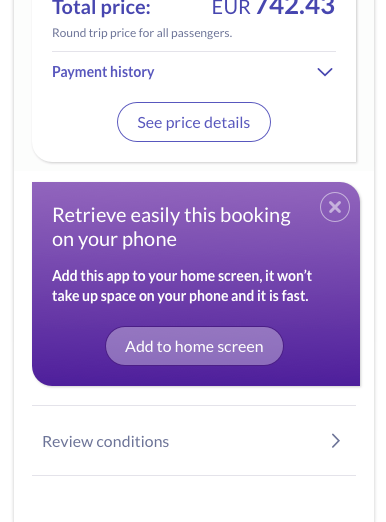 Total price: EUR 742.43
Round trip price for all passengers.
Payment history
See price details
Retrieve easily this booking
on your phone
Add this app to your home screen, it won't
take up space on your phone and it is fast.
Add to home screen
Review conditions